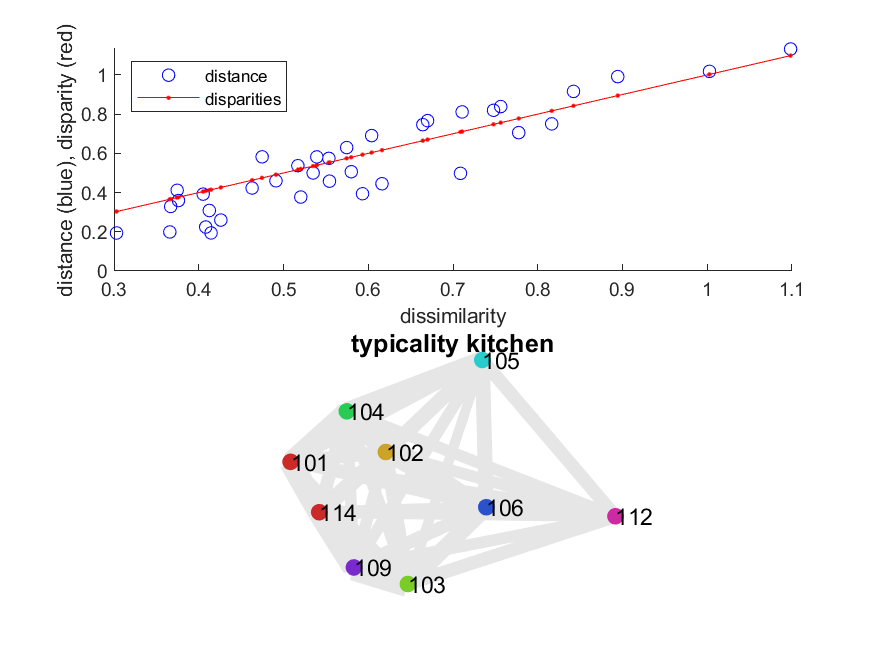 distance (blue), disparity (red)
1
0.8
0.6
0.4
0.2
0
distance
disparities
0.3 0.4 0.5 0.6 0.7 0.8 0.9 1 1.1
dissimilarity
typicality kitchen
105
104
102
101
114
106
112
109
103